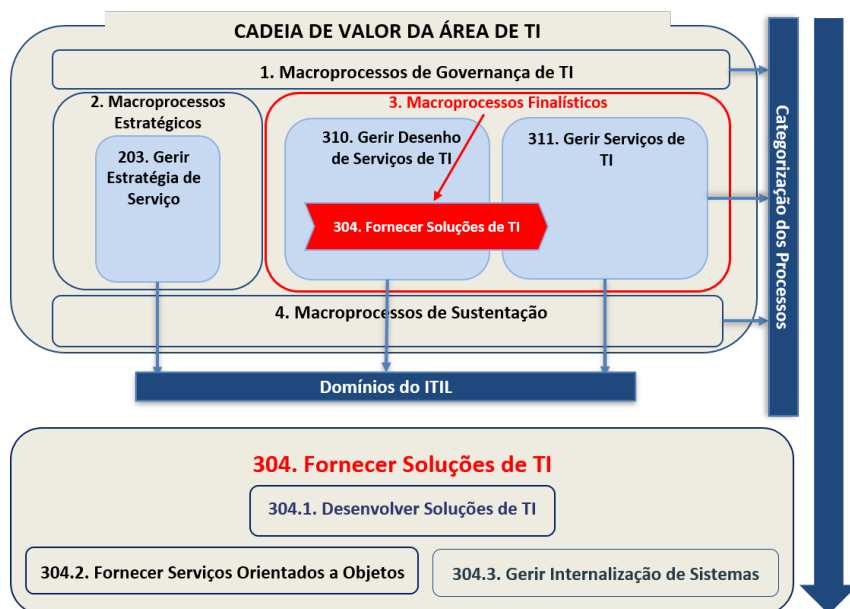 CADEIA DE VALOR DA ÁREA DE TI
1. Macroprocessos de Governança de TI
2. Macroprocessos
Estratégicos
203. Gerir
Estratégia de
Serviço
3. Macroprocessos Finalísticos
310. Gerir Desenho
de Serviços de TI
311. Gerir Serviços de
TI
304. Fornecer Soluções de TI
4. Macroprocessos de Sustentação
Domínios do ITIL
Categorização dos Processos
304. Fornecer Soluções de TI
304.1. Desenvolver Soluções de TI
304.2. Fornecer Serviços Orientados a Objetos
304.3. Gerir Internalização de Sistemas